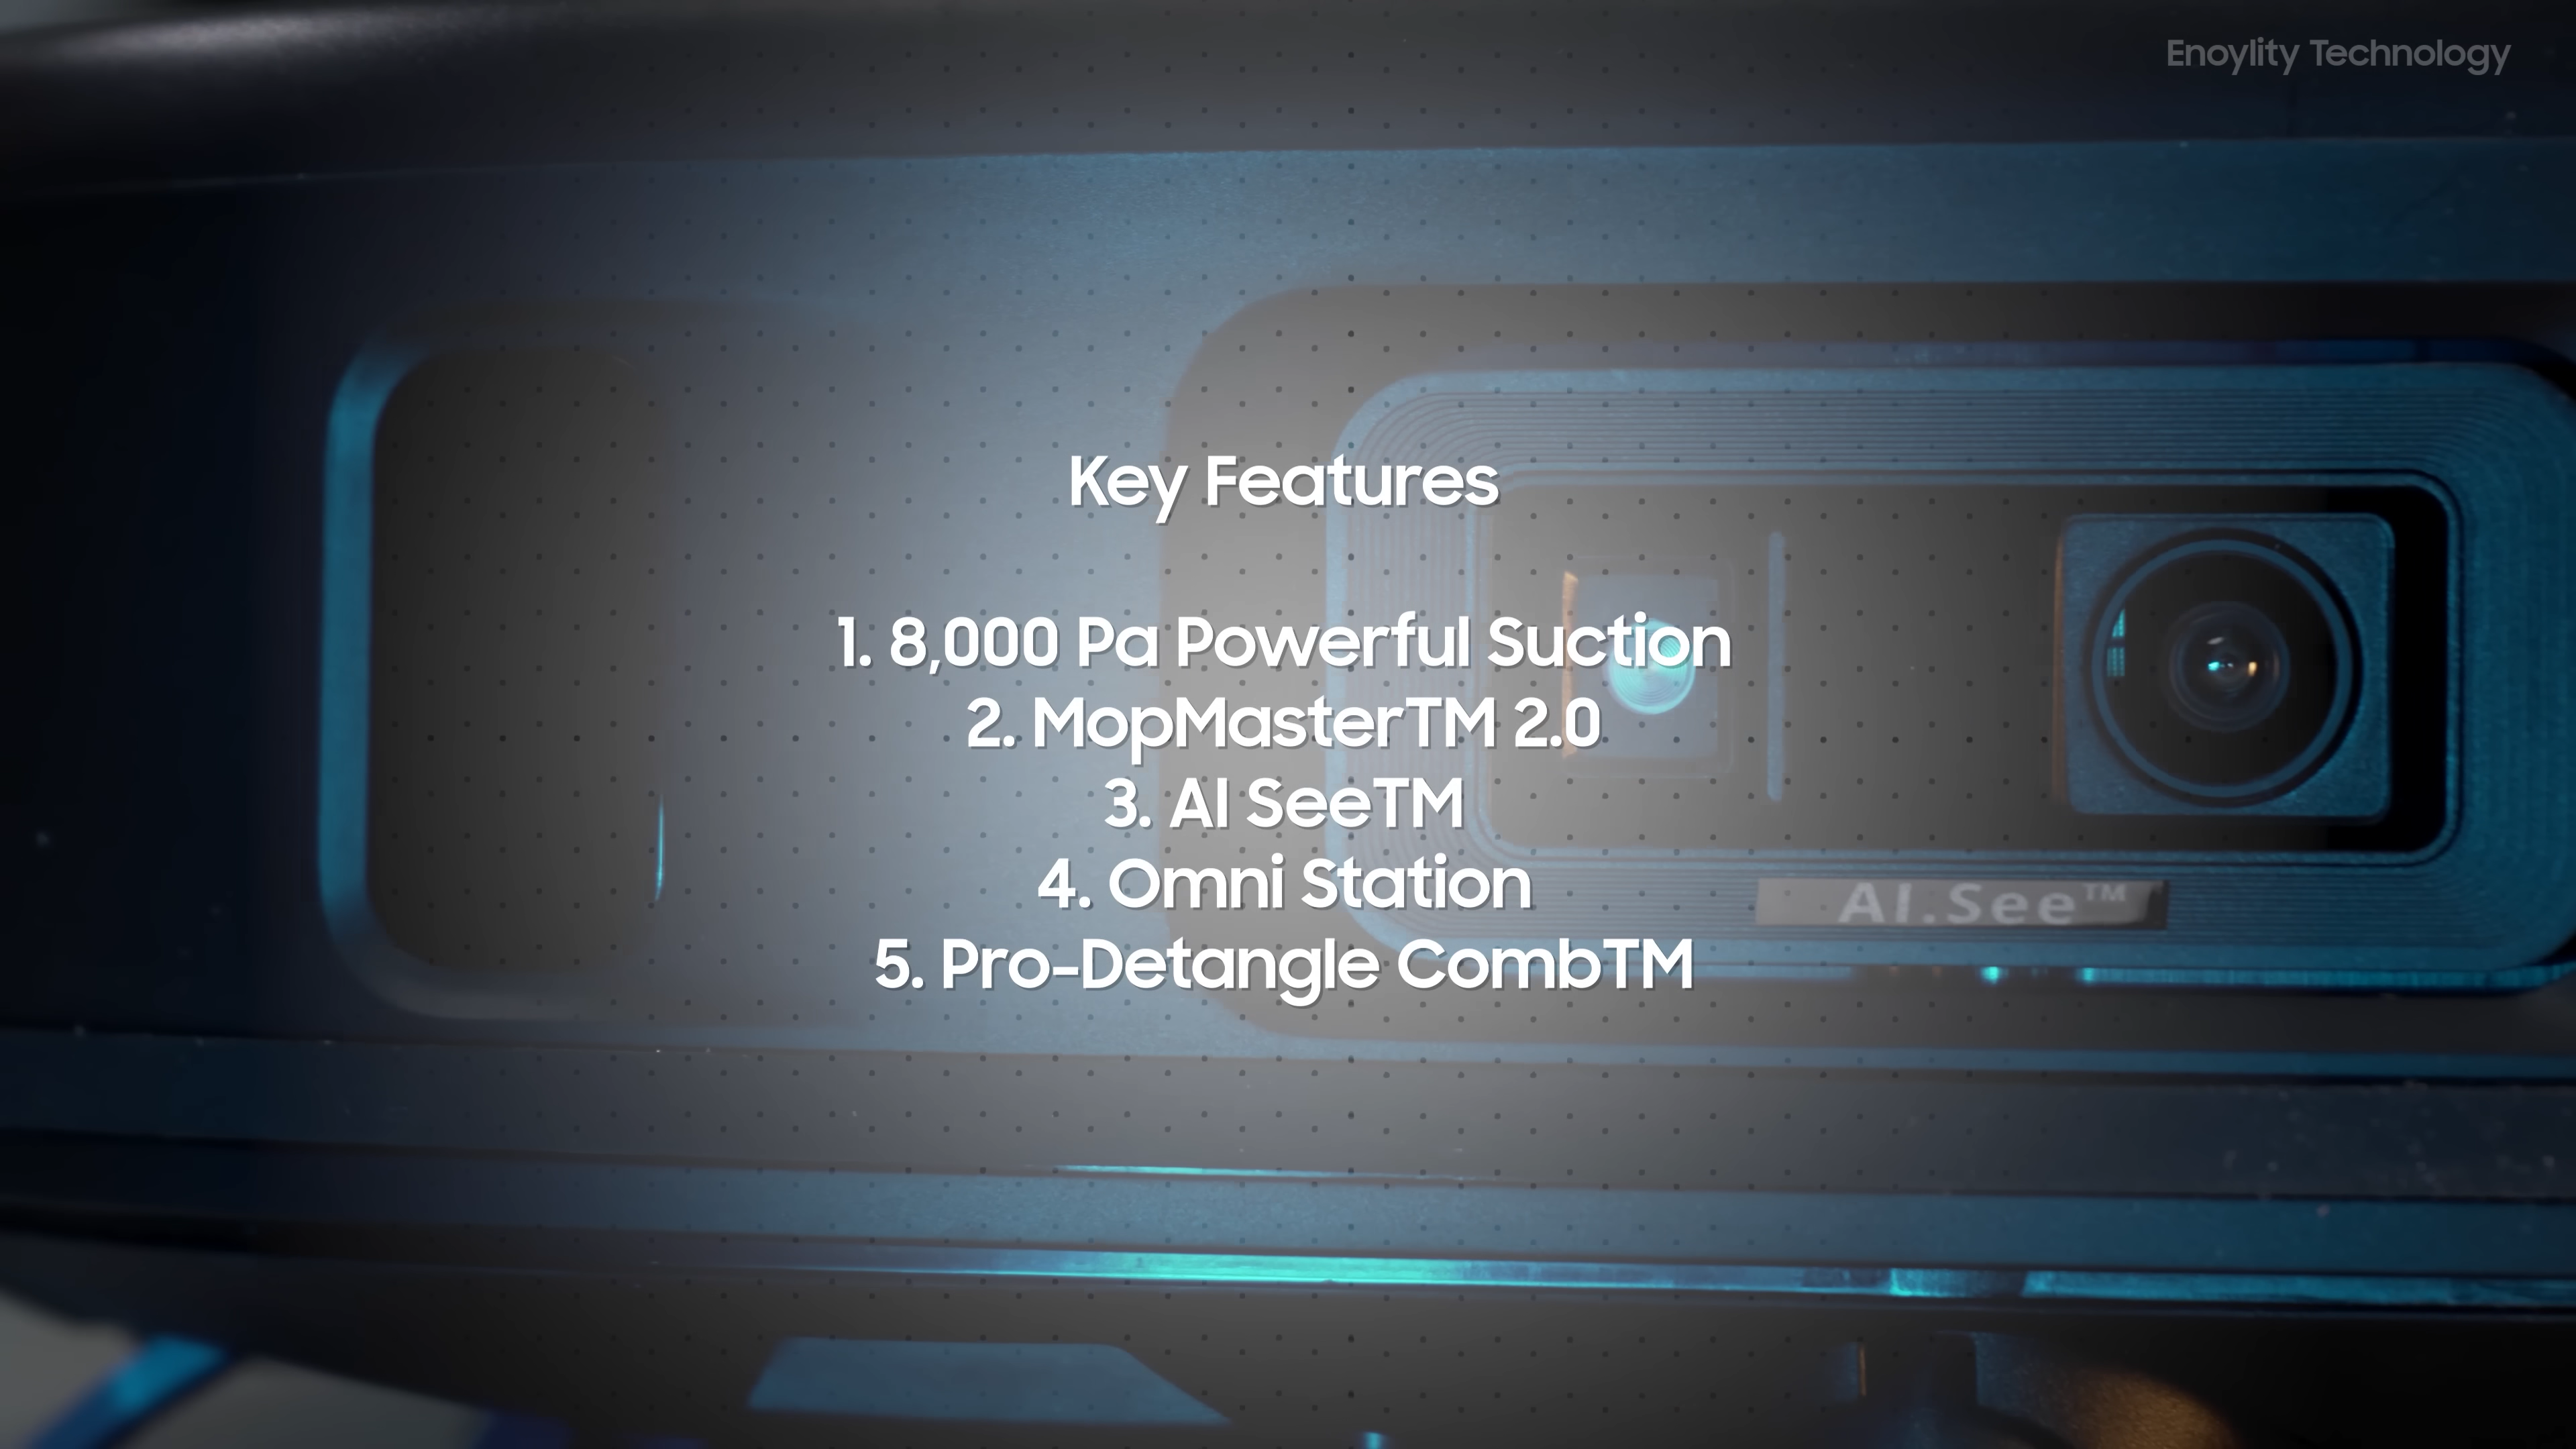 Enoylity Technology
Key Features
1. 8,000 Pa Powerful Suction
2. MopMasterTM 2.0
3. AI SeeTM
4. Omni Station
5. Pro-Detangle CombTM
AI.See™